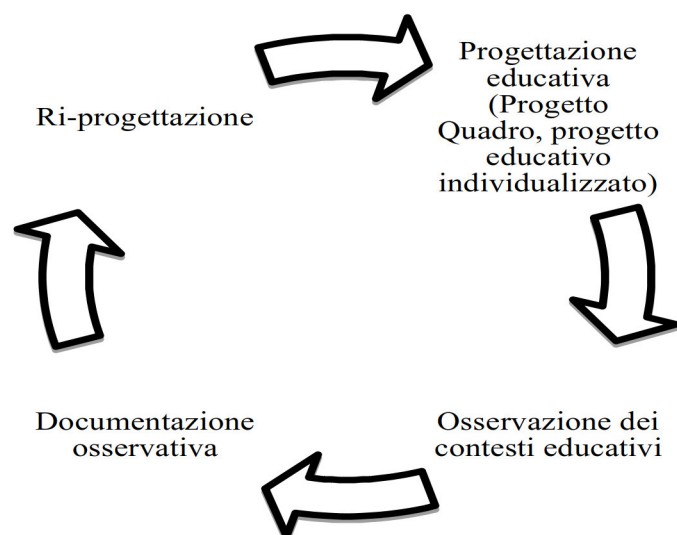 Progettazione
educativa
(Progetto
Quadro, progetto
educativo
individualizzato)
Osservazione dei
contesti educativi
Documentazione
osservativa
Ri-progettazione